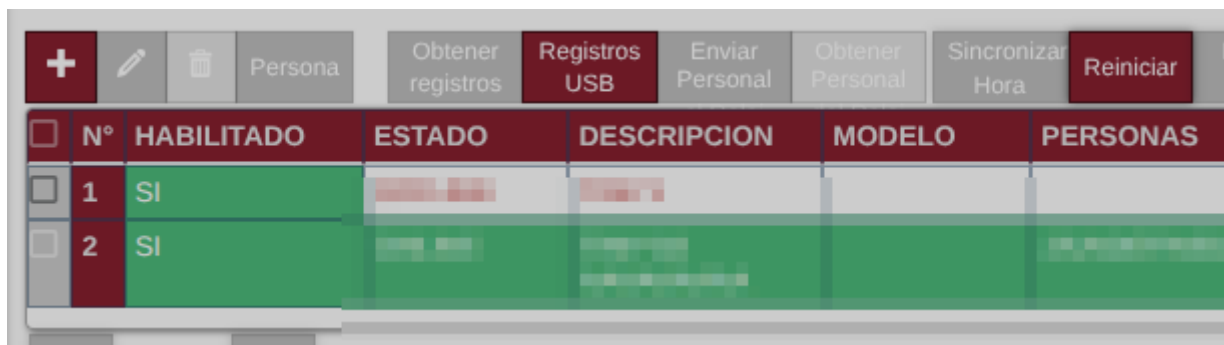 Persona
Obtener
registros
Registros
USB
Enviar
Personal
Obtener
Personal
Sincronizar
Hora
Reiniciar
N° HABILITADO ESTADO DESCRIPCION MODELO PERSONAS
1 SI
2 SI